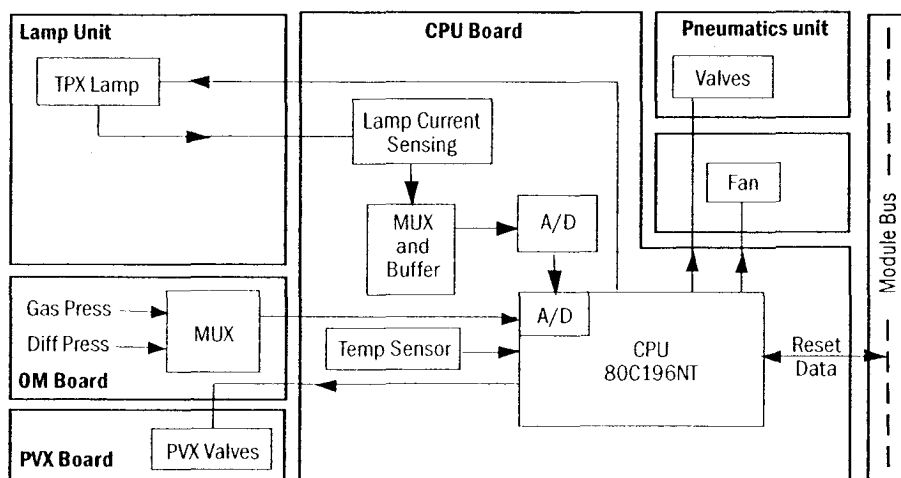 Lamp Unit
TPX Lamp
CPU Board
Lamp Current
Sensing
MUX
and
Buffer
A/D
Pneumatics unit
Valves
Fan
Module Bus
Gas Press
Diff Press
MUX
OM Board
Temp Sensor
A/D
CPU
80C196NT
Reset
Data
PVX Valves
PVX Board